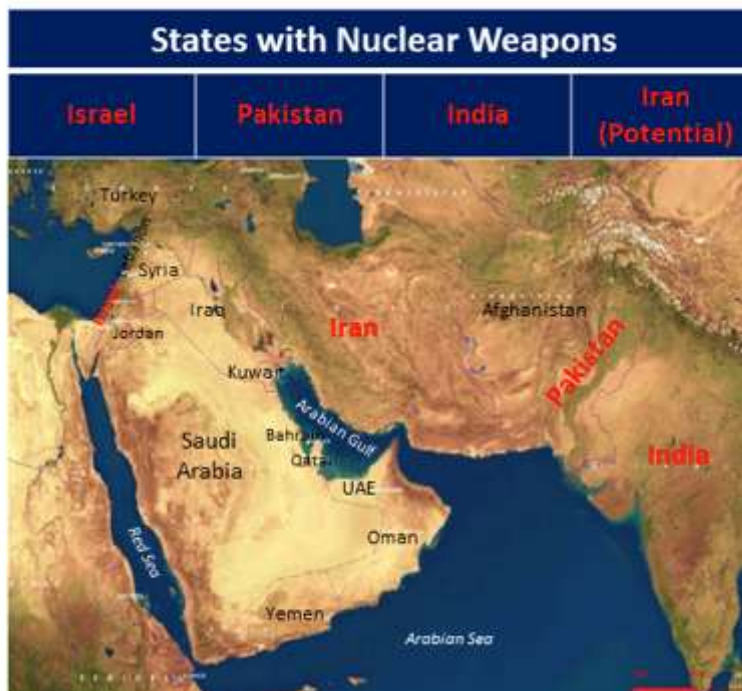 States with Nuclear Weapons
Israel
Pakistan
India
Iran
(Potential)
Turkey
Syria
Iraq
Iran
Afghanistan
Jordan
Pakistan
Kuwait
Arabian Gulf
Bahrain
Qatar
Saudi
Arabia
India
UAE
Oman
Red Sea
Yemen
Arabian Sea